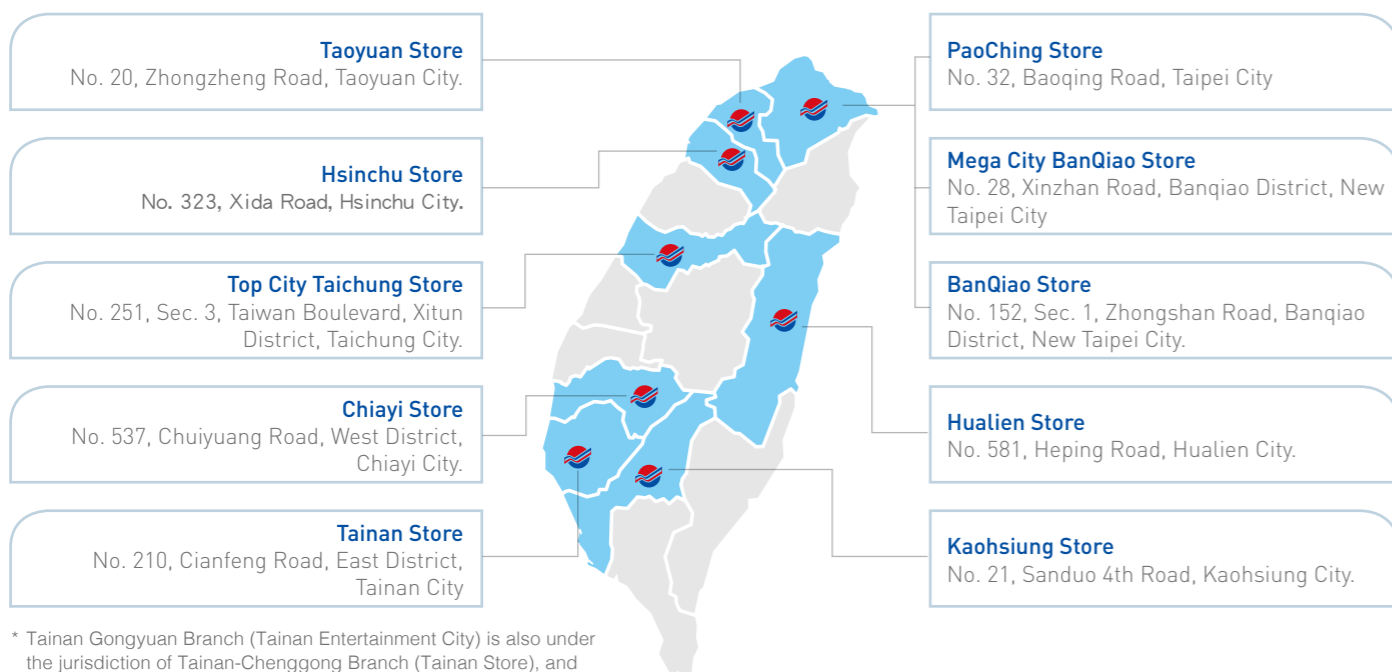 Taoyuan Store
No. 20, Zhongzheng Road, Taoyuan City.
Hsinchu Store
No. 323, Xida Road, Hsinchu City.
Top City Taichung Store
No. 251, Sec. 3, Taiwan Boulevard, Xitun
District, Taichung City.
Chiayi Store
No. 537, Chuiyuang Road, West District,
Chiayi City.
Tainan Store
No. 210, Cianfeng Road, East District,
Tainan City
* Tainan Gongyuan Branch (Tainan Entertainment City) is also under
the jurisdiction of Tainan-Chenggong Branch (Tainan Store), and
PaoChing Store
No. 32, Baoqing Road, Taipei City
Mega City BanQiao Store
No. 28, Xinzhan Road, Banqiao District, New
Taipei City
BanQiao Store
No. 152, Sec. 1, Zhongshan Road, Banqiao
District, New Taipei City.
Hualien Store
No. 581, Heping Road, Hualien City.
Kaohsiung Store
No. 21, Sanduo 4th Road, Kaohsiung City.